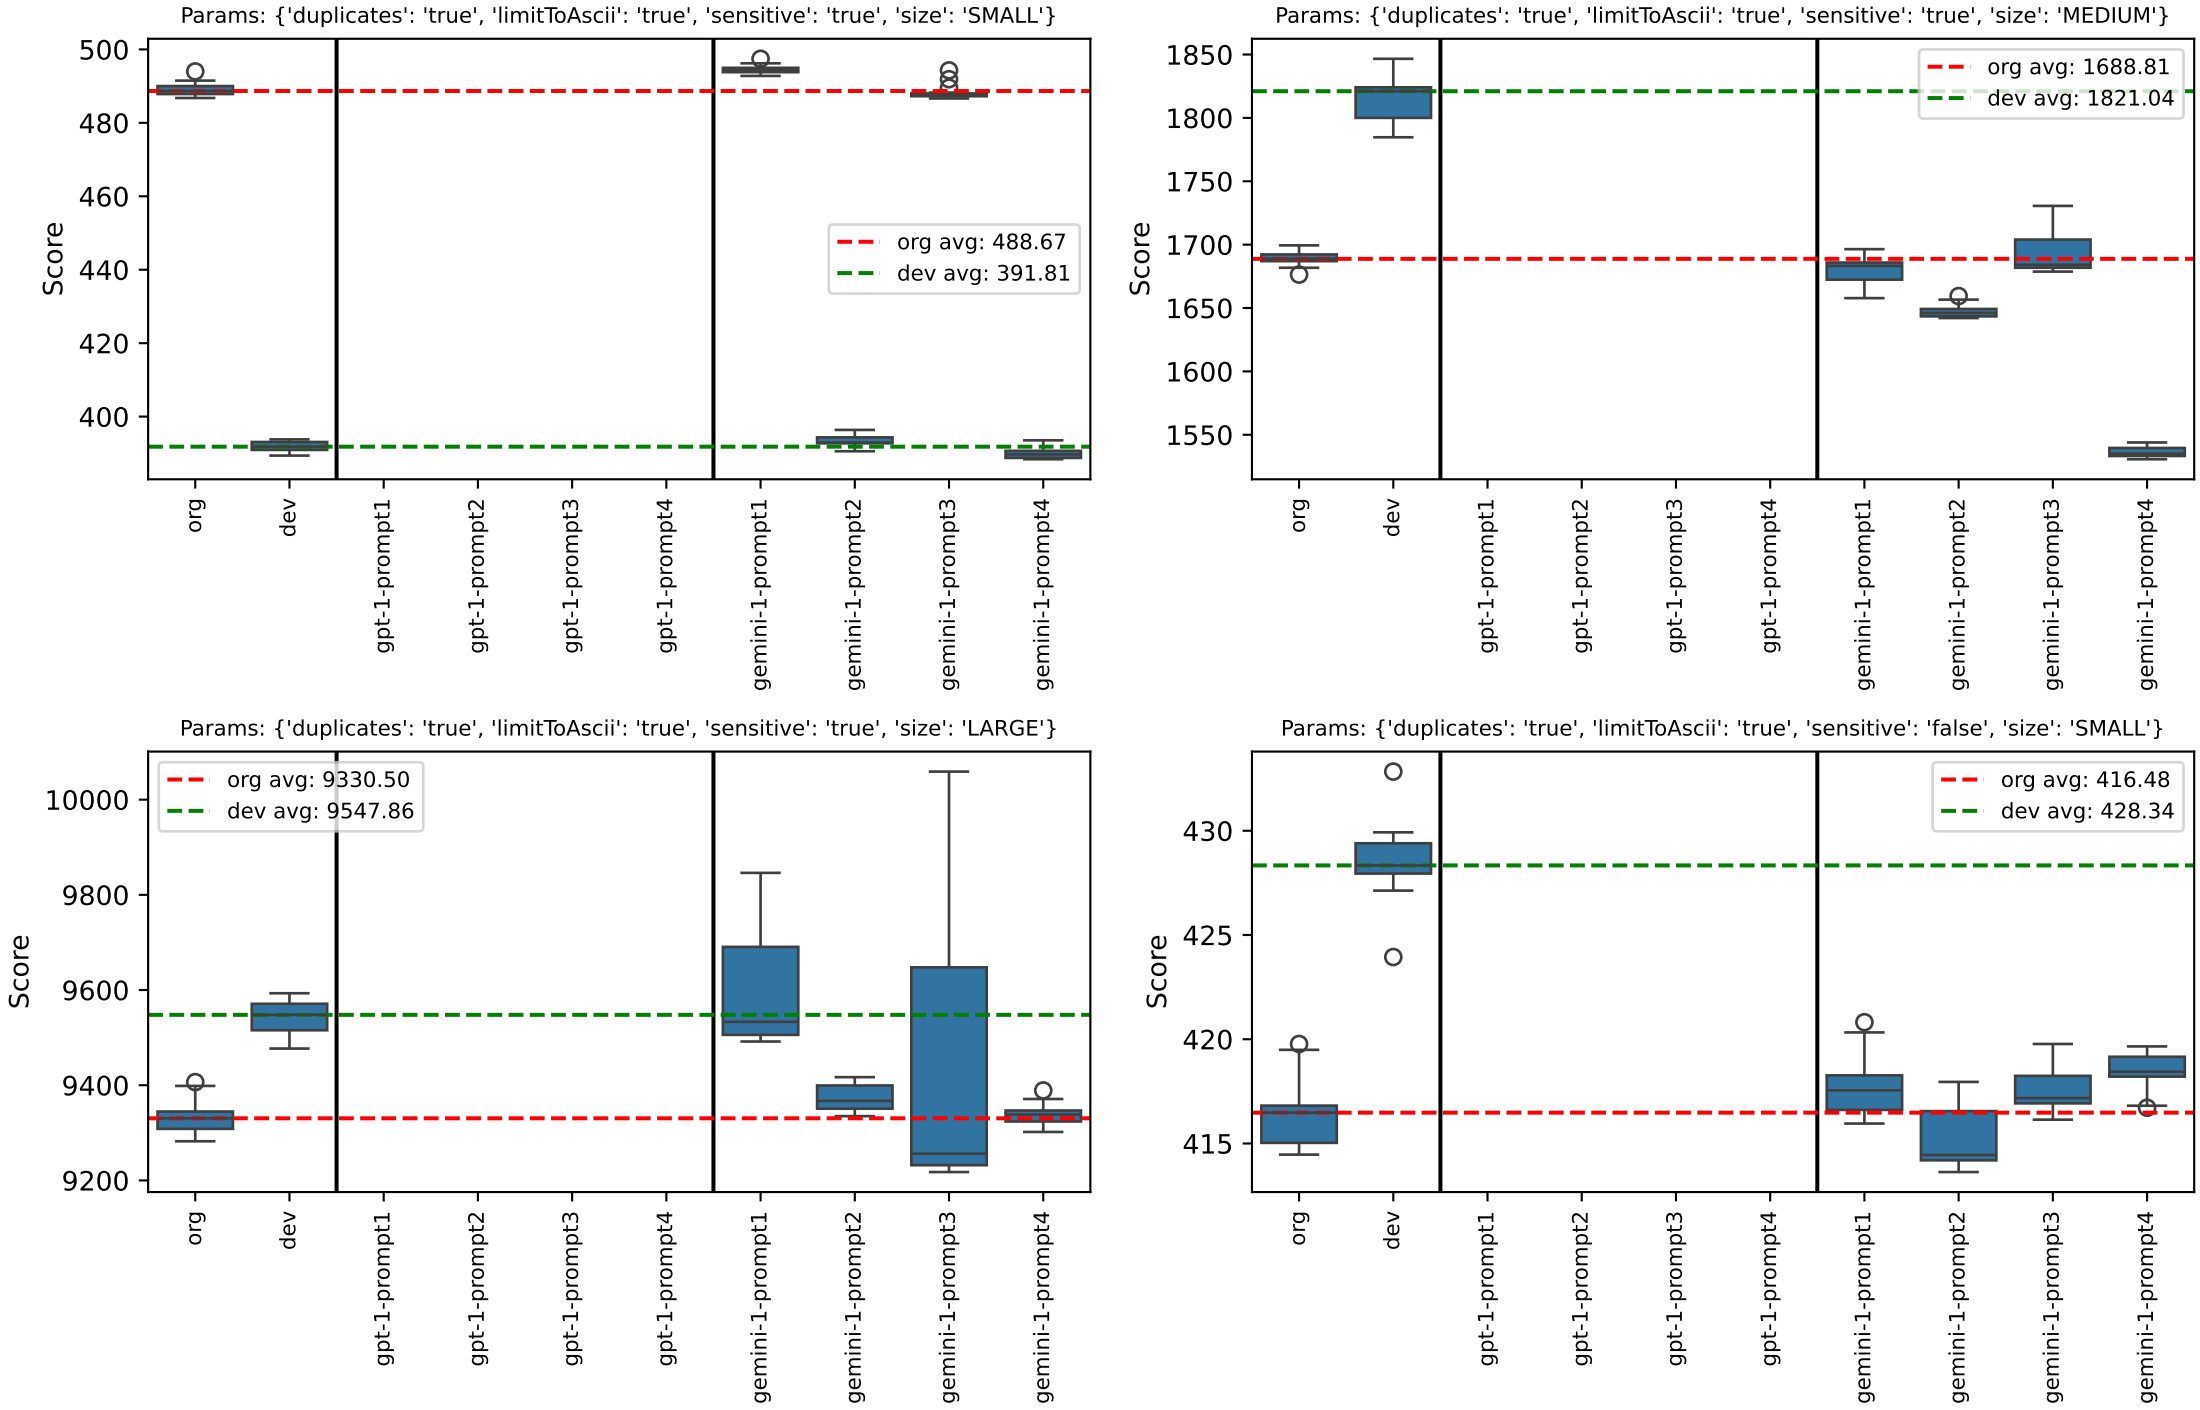 Params: {'duplicates': 'true', 'limitToAscii': 'true', 'sensitive': 'true', 'size': 'SMALL'}
500
480
460
440
420
400
Score
org avg: 488.67
dev avg: 391.81
org
dev
gpt-1-prompt1
gpt-1-prompt2
gpt-1-prompt3
gpt-1-prompt4
gemini-1-prompt1
gemini-1-prompt2
gemini-1-prompt3
gemini-1-prompt4
Params: {'duplicates': 'true', 'limitToAscii': 'true', 'sensitive': 'true', 'size': 'MEDIUM'}
1850
1800
1750
1700
1650
1600
1550
Score
org avg: 1688.81
dev avg: 1821.04
org
dev
gpt-1-prompt1
gpt-1-prompt2
gpt-1-prompt3
gpt-1-prompt4
gemini-1-prompt1
gemini-1-prompt2
gemini-1-prompt3
gemini-1-prompt4
Params: {'duplicates': 'true', 'limitToAscii': 'true', 'sensitive': 'true', 'size': 'LARGE'}
10000
9800
9600
9400
9200
Score
org avg: 9330.50
dev avg: 9547.86
org
dev
gpt-1-prompt1
gpt-1-prompt2
gpt-1-prompt3
gpt-1-prompt4
gemini-1-prompt1
gemini-1-prompt2
gemini-1-prompt3
gemini-1-prompt4
Params: {'duplicates': 'true', 'limitToAscii': 'true', 'sensitive': 'false', 'size': 'SMALL'}
430
425
420
415
Score
org avg: 416.48
dev avg: 428.34
org
dev
gpt-1-prompt1
gpt-1-prompt2
gpt-1-prompt3
gpt-1-prompt4
gemini-1-prompt1
gemini-1-prompt2
gemini-1-prompt3
gemini-1-prompt4